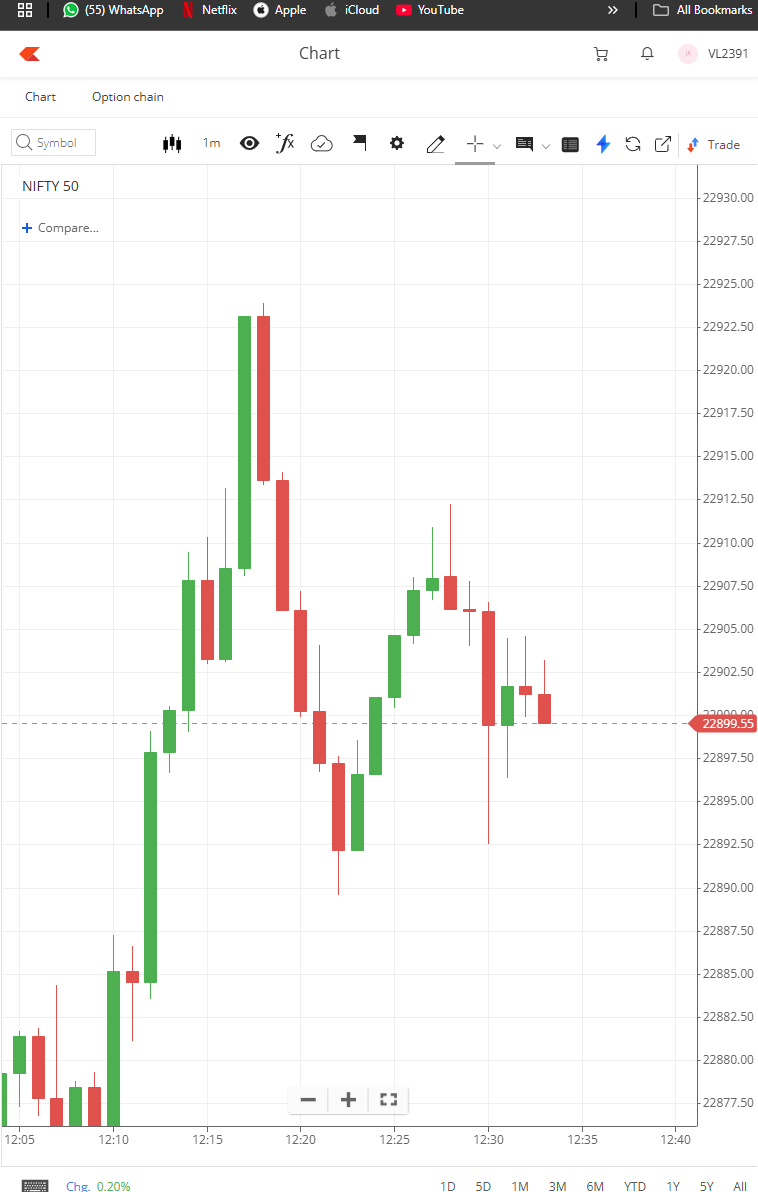 (55) WhatsApp Netflix Apple iCloud YouTube » All Bookmarks
Chart VL2391
Chart Option chain
Symbol 1m fx Trade
NIFTY 50
+ Compare...
22930.00
22927.50
22925.00
22922.50
22920.00
22917.50
22915.00
22912.50
22910.00
22907.50
22905.00
22902.50
22900.00
22899.55
22897.50
22895.00
22892.50
22890.00
22887.50
22885.00
22882.50
22880.00
22877.50
12:05 12:10 12:15 12:20 12:25 12:30 12:35 12:40
Chg. 0.20% 1D 5D 1M 3M 6M YTD 1Y 5Y All